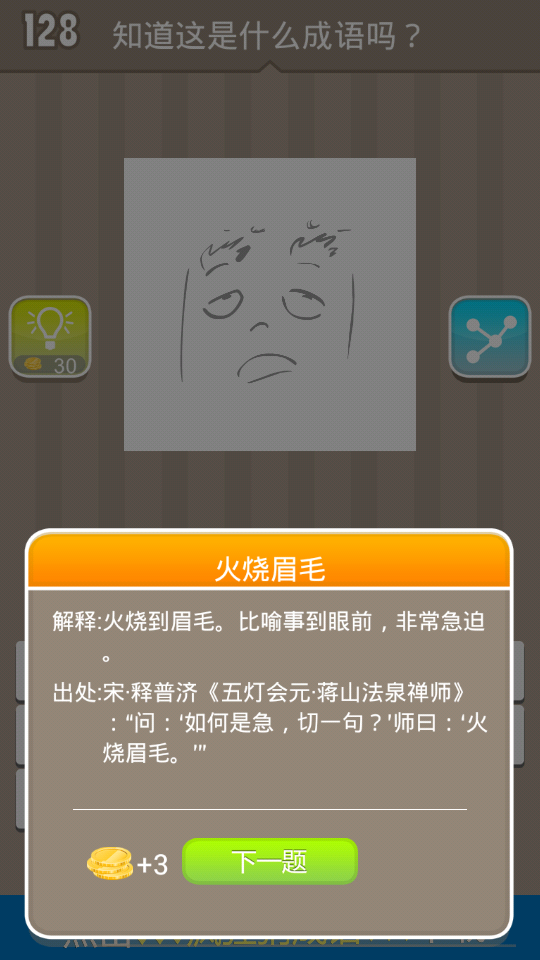 128 知道这是什么成语吗？
30
火烧眉毛
解释:火烧到眉毛。比喻事到眼前，非常急迫
。
出处:宋·释普济《五灯会元·蒋山法泉禅师》
：“问：‘如何是急，切一句？’师曰：‘火
烧眉毛。’”
+3 下一题